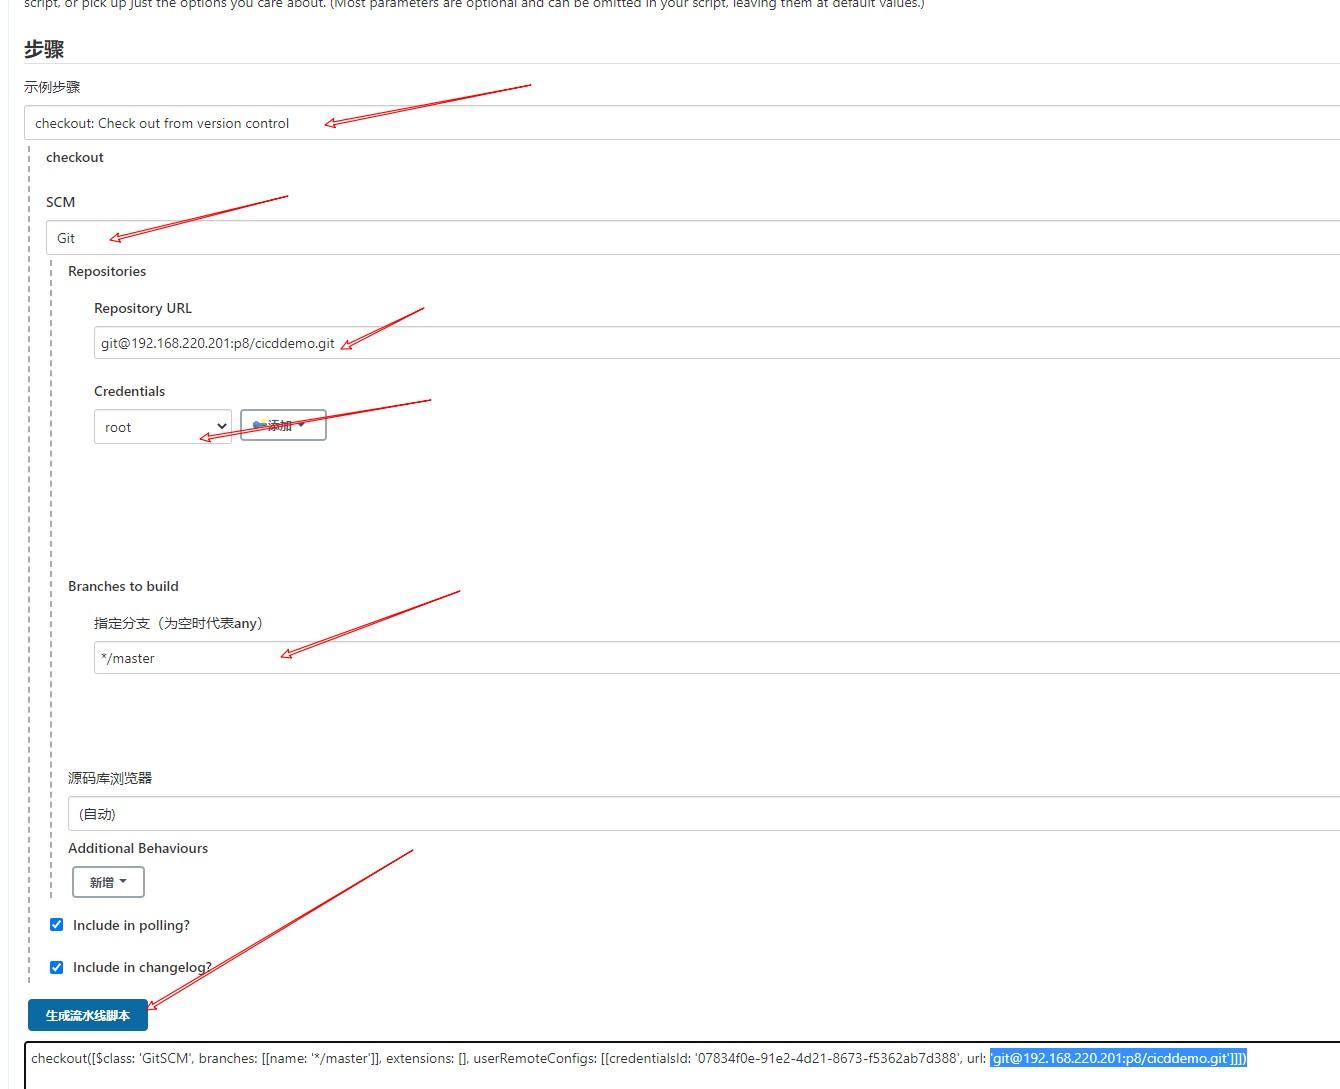 script, or pick up just the options you care about. (Most parameters are optional and can be omitted in your script, leaving them at default values.)
步骤
示例步骤
checkout: Check out from version control
checkout
SCM
Git
Repositories
Repository URL
git@192.168.220.201:p8/cicddemo.git
Credentials
root
添加
Branches to build
指定分支（为空时代表any）
*/master
源码库浏览器
(自动)
Additional Behaviours
新增
Include in polling?
Include in changelog?
生成流水线脚本
checkout([$class: 'GitSCM', branches: [[name: '*/master']], extensions: [], userRemoteConfigs: [[credentialsId: '07834f0e-91e2-4d21-8673-f5362ab7d388', url: 'git@192.168.220.201:p8/cicddemo.git']]])